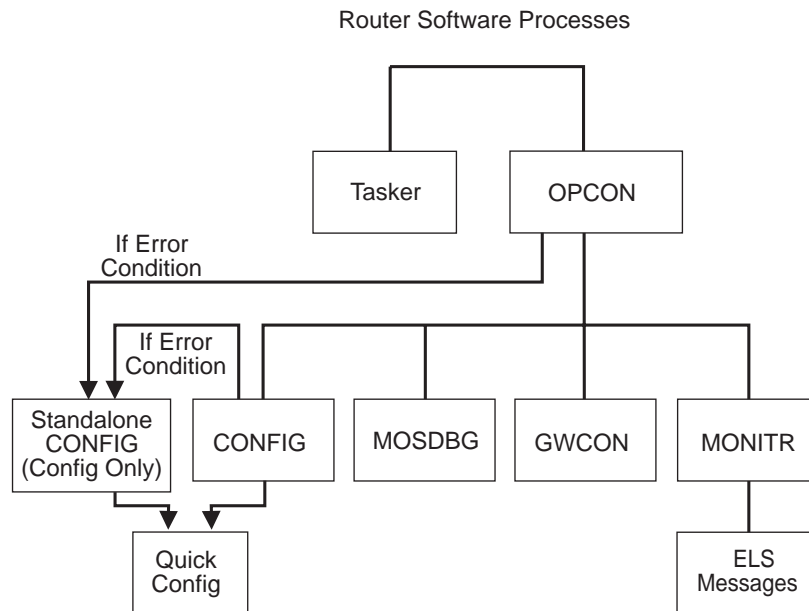 Router Software Processes
Tasker
OPCON
If Error
Condition
If Error
Condition
Standalone
CONFIG
(Config Only)
CONFIG
MOSDBG
GWCON
MONITR
Quick
Config
ELS
Messages